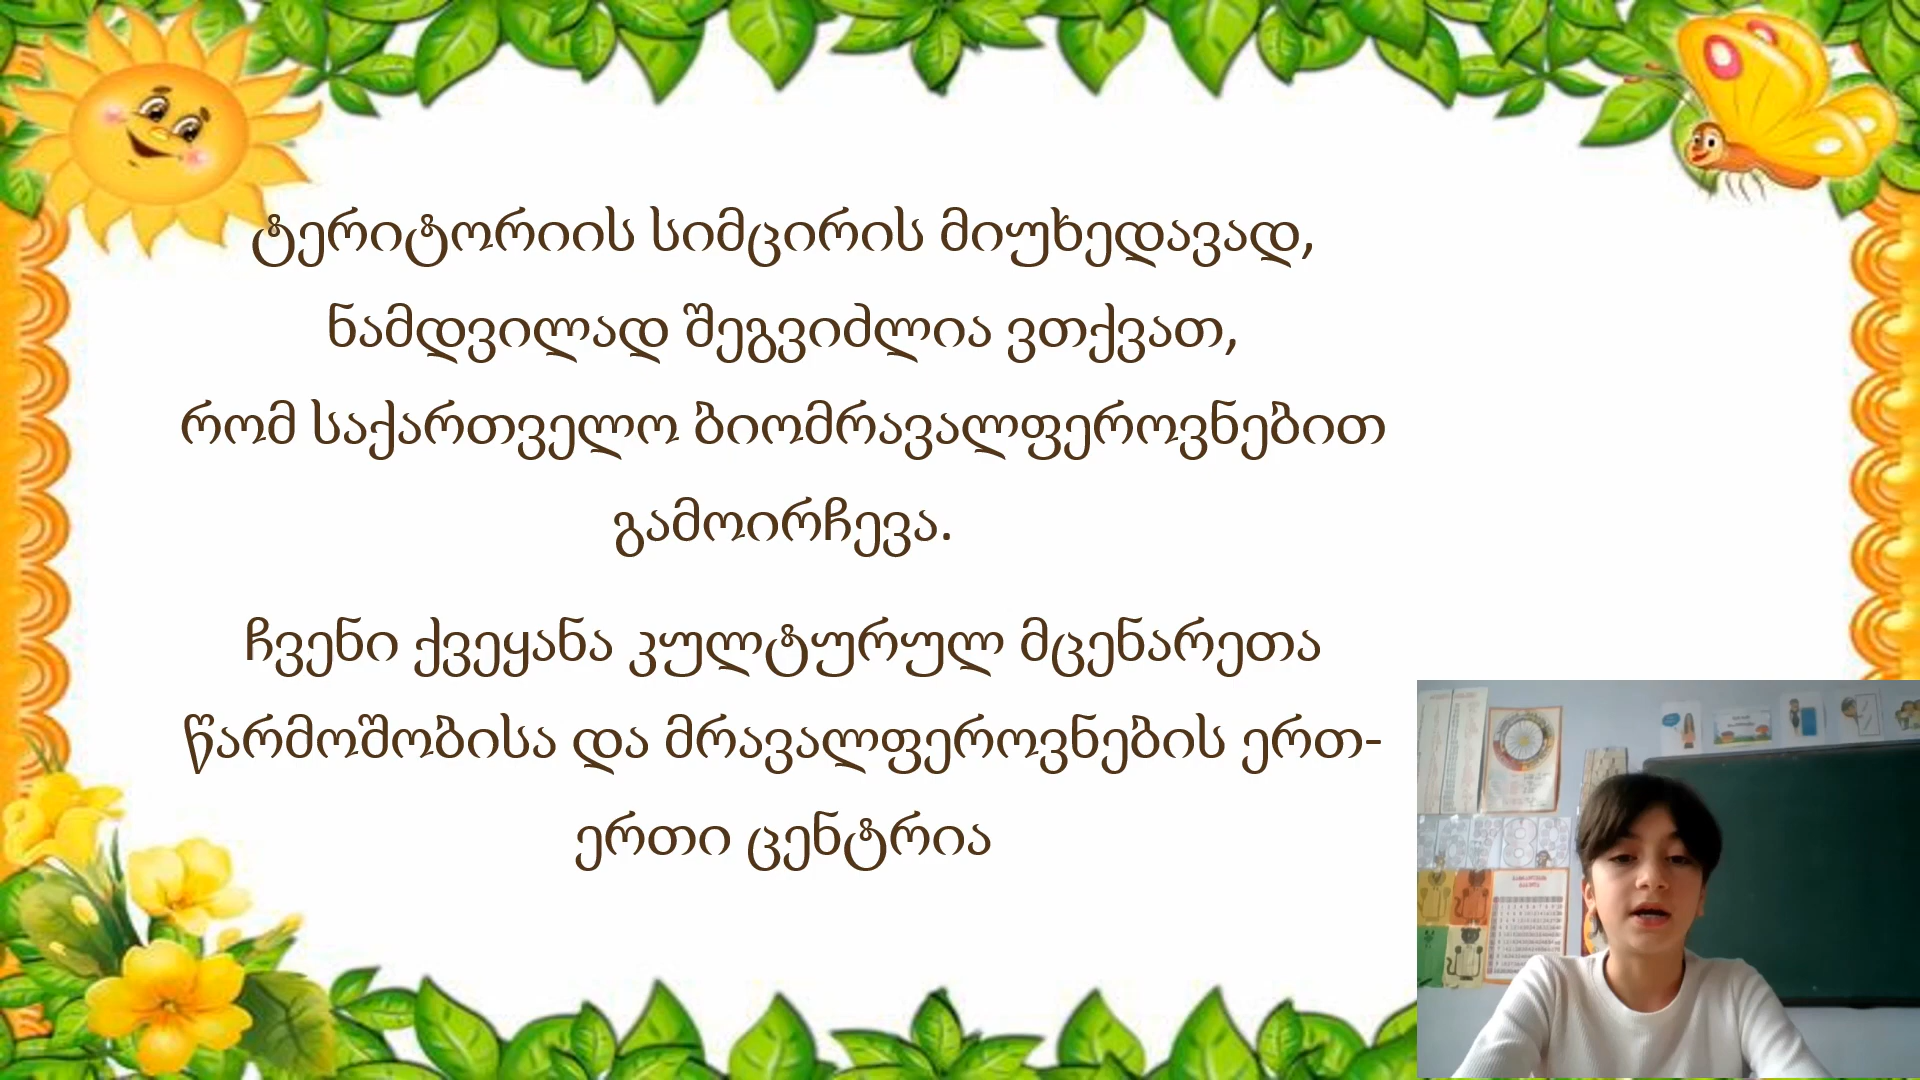 ტერიტორიის სიმცირის მიუხედავად,
ნამდვილად შეგვიძლია ვთქვათ,
რომ საქართველო ბიომრავალფეროვნებით
გამოირჩევა.
ჩვენი ქვეყანა კულტურულ მცენარეთა
წარმოშობისა და მრავალფეროვნების ერთ-
ერთი ცენტრია